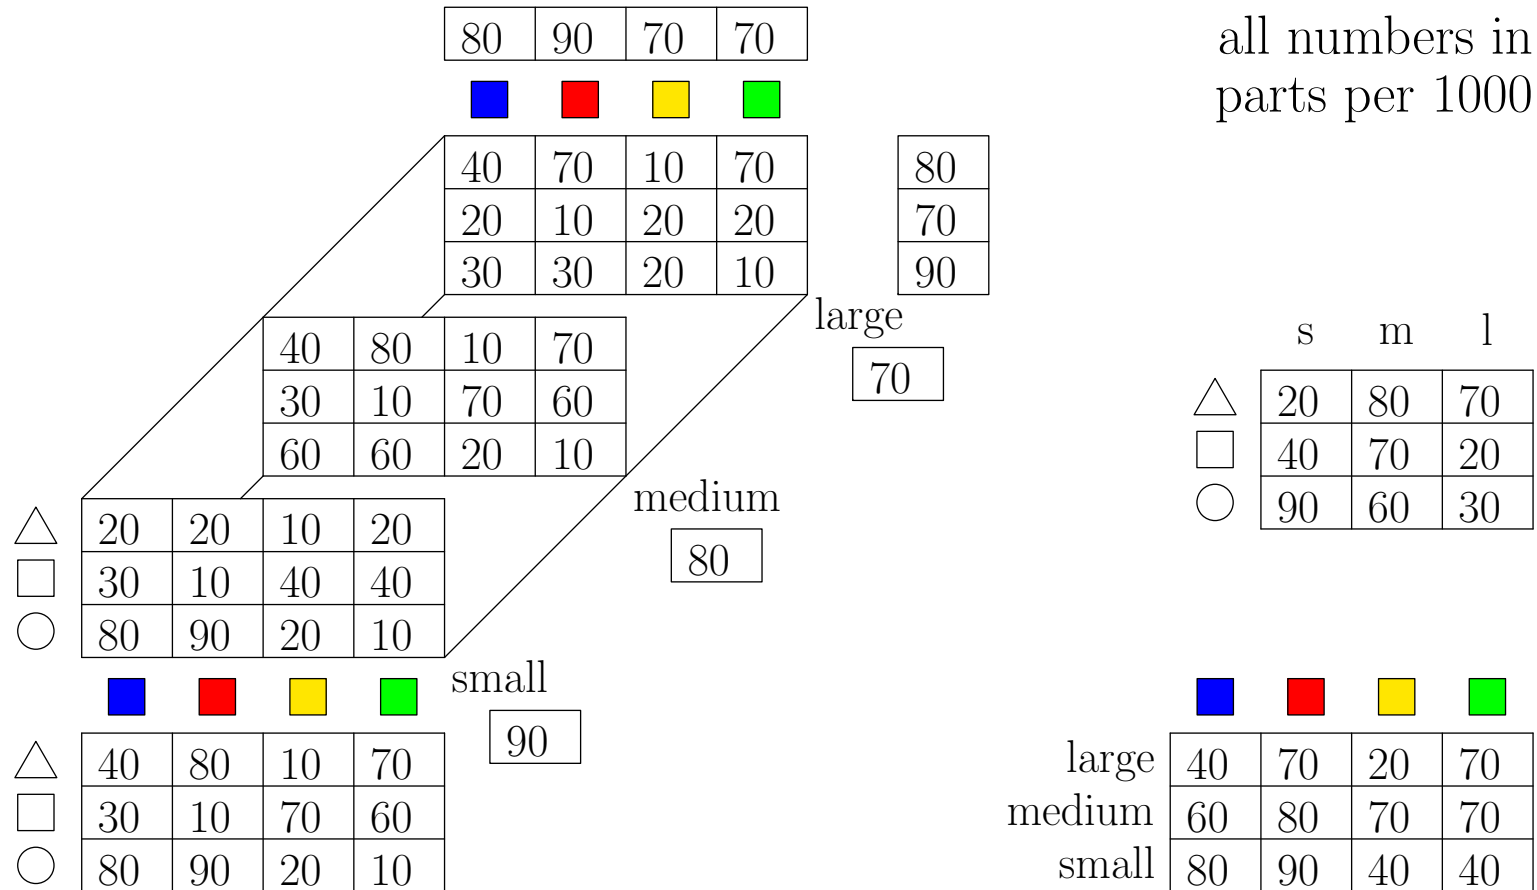 80 90 70 70
all numbers in
parts per 1000
40 70 10 70
20 10 20 20
30 30 20 10
80
70
90
large
70
40 80 10 70
30 10 70 60
60 60 20 10
medium
80
20 20 10 20
30 10 40 40
80 90 20 10
small
90
s m l
20 80 70
40 70 20
90 60 30
40 80 10 70
30 10 70 60
80 90 20 10
large 40 70 20 70
medium 60 80 70 70
small 80 90 40 40